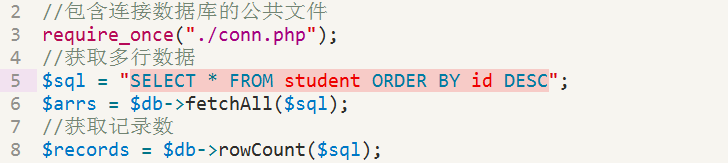 2 //包含连接数据库的公共文件
3 require_once("./conn.php");
4 //获取多行数据
5 $sql = "SELECT * FROM student ORDER BY id DESC";
6 $arrs = $db->fetchAll($sql);
7 //获取记录数
8 $records = $db->rowCount($sql);